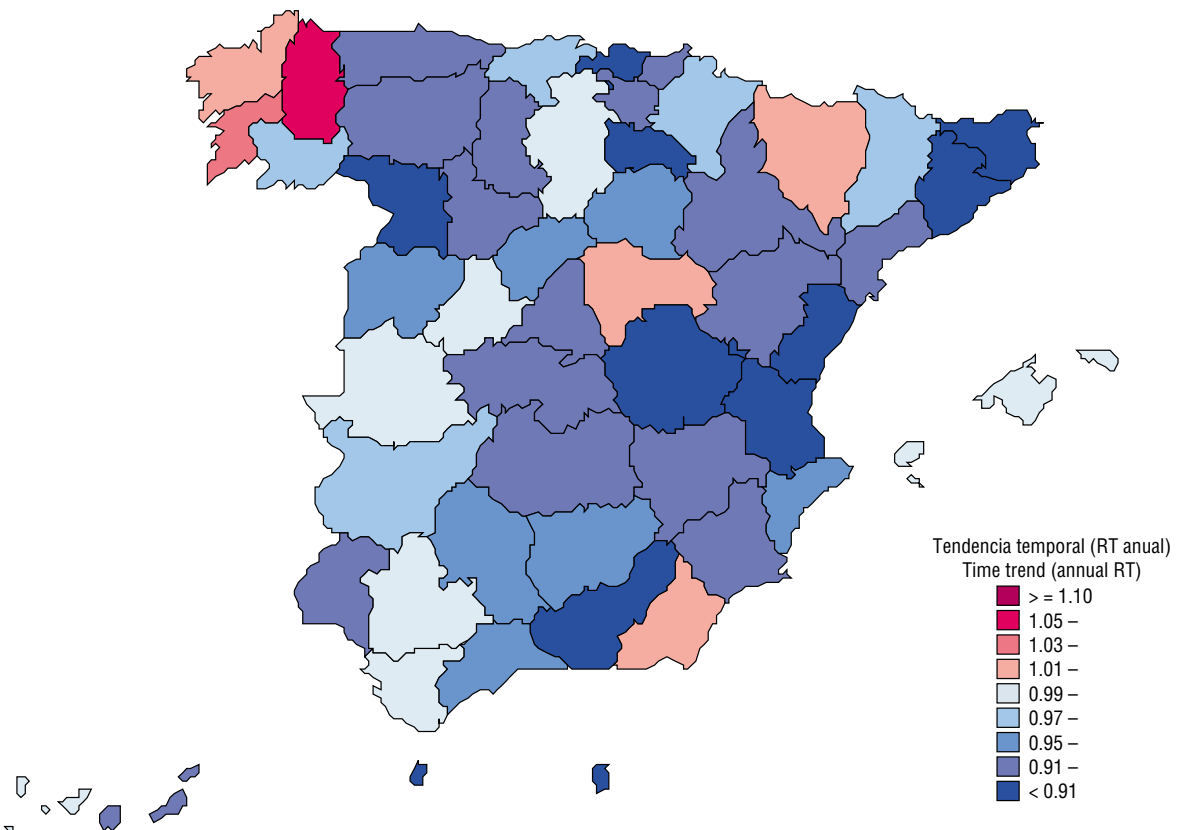 Tendencia temporal (RT anual)
Time trend (annual RT)
> = 1.10
1.05 –
1.03 –
1.01 –
0.99 –
0.97 –
0.95 –
0.91 –
< 0.91